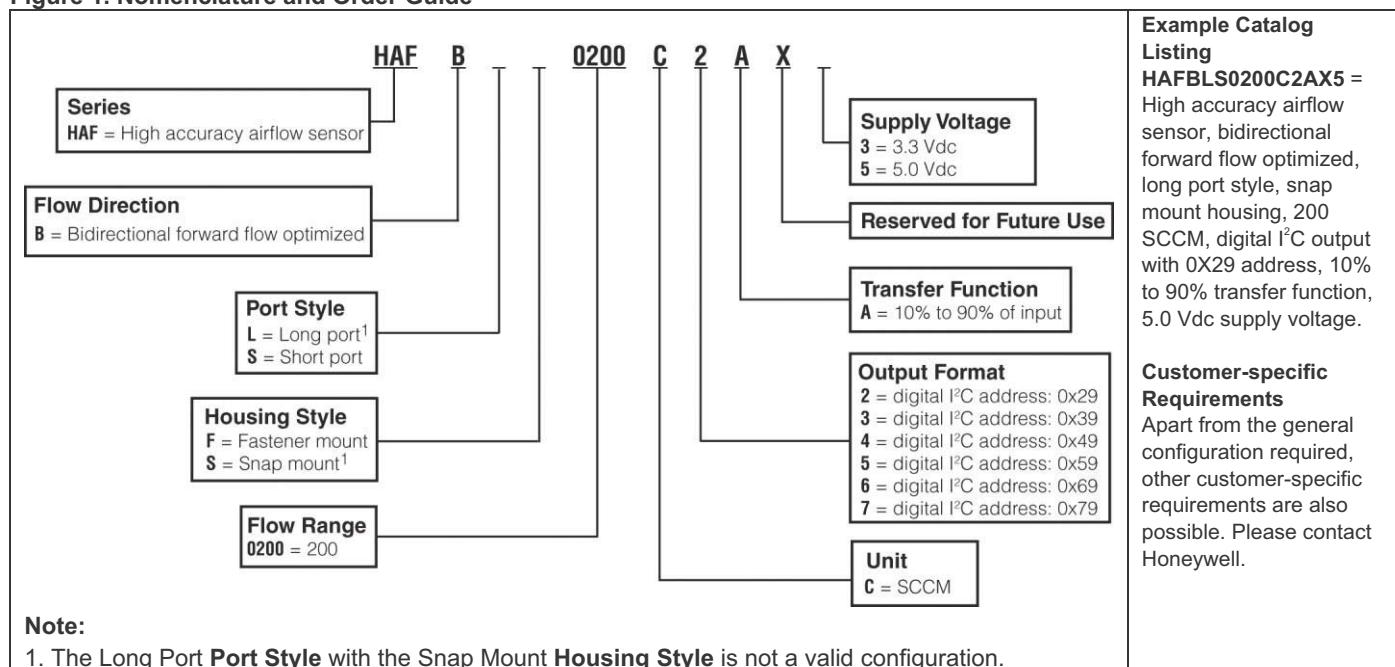 Figure 1. Nomenclature and Order Guide
HAF B _ _ 0200 C 2 A X _
Series
HAF = High accuracy airflow sensor
Flow Direction
B = Bidirectional forward flow optimized
Port Style
L = Long port¹
S = Short port
Housing Style
F = Fastener mount
S = Snap mount¹
Flow Range
0200 = 200
Supply Voltage
3 = 3.3 Vdc
5 = 5.0 Vdc
Reserved for Future Use
Transfer Function
A = 10% to 90% of input
Output Format
2 = digital I²C address: 0x29
3 = digital I²C address: 0x39
4 = digital I²C address: 0x49
5 = digital I²C address: 0x59
6 = digital I²C address: 0x69
7 = digital I²C address: 0x79
Unit
C = SCCM
Note:
1. The Long Port Port Style with the Snap Mount Housing Style is not a valid configuration.
Example Catalog
Listing
HAFBLS0200C2AX5 =
High accuracy airflow
sensor, bidirectional
forward flow optimized,
long port style, snap
mount housing, 200
SCCM, digital I²C output
with 0X29 address, 10%
to 90% transfer function,
5.0 Vdc supply voltage.
Customer-specific
Requirements
Apart from the general
configuration required,
other customer-specific
requirements are also
possible. Please contact
Honeywell.